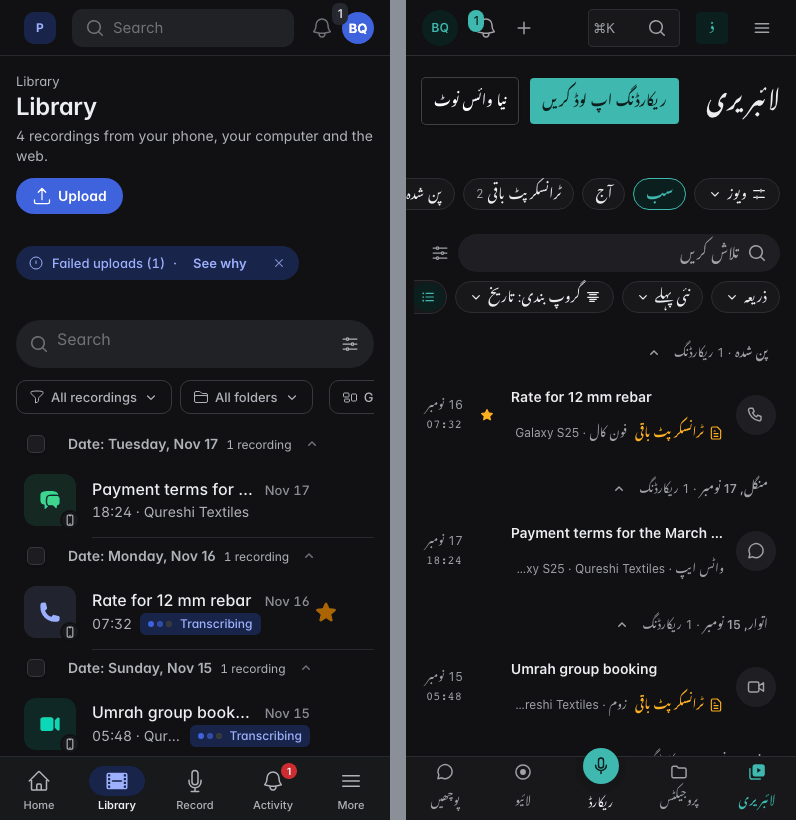 P
Search
1
BQ
Library
Library
4 recordings from your phone, your computer and the
web.
Upload
Failed uploads (1) · See why
Search
All recordings
All folders
G
Date: Tuesday, Nov 17 1 recording
Payment terms for ... Nov 17
18:24 · Qureshi Textiles
Date: Monday, Nov 16 1 recording
Rate for 12 mm rebar Nov 16
07:32 Transcribing
Date: Sunday, Nov 15 1 recording
Umrah group book... Nov 15
05:48 · Qur... Transcribing
Home
Library
Record
1
Activity
More
⌘K
1
BQ
لائبریری
ریکارڈنگ اپ لوڈ کریں
نیا وائس نوٹ
ویوز
سب
آج
ٹرانسکرپٹ باقی 2
پن شدہ
تلاش کریں
ذریعہ
نئی پہلے
گروپ بندی: تاریخ
پن شدہ · 1 ریکارڈنگ
Rate for 12 mm rebar
16 نومبر
ٹرانسکرپٹ باقی فون کال · Galaxy S25
07:32
منگل, 17 نومبر · 1 ریکارڈنگ
Payment terms for the March ...
17 نومبر
واٹس ایپ · Qureshi Textiles · xy S25...
18:24
اتوار, 15 نومبر · 1 ریکارڈنگ
Umrah group booking
15 نومبر
ٹرانسکرپٹ باقی زوم · reshi Textiles...
05:48
لائبریری
پروجیکٹس
ریکارڈ
لائیو
پوچھیں